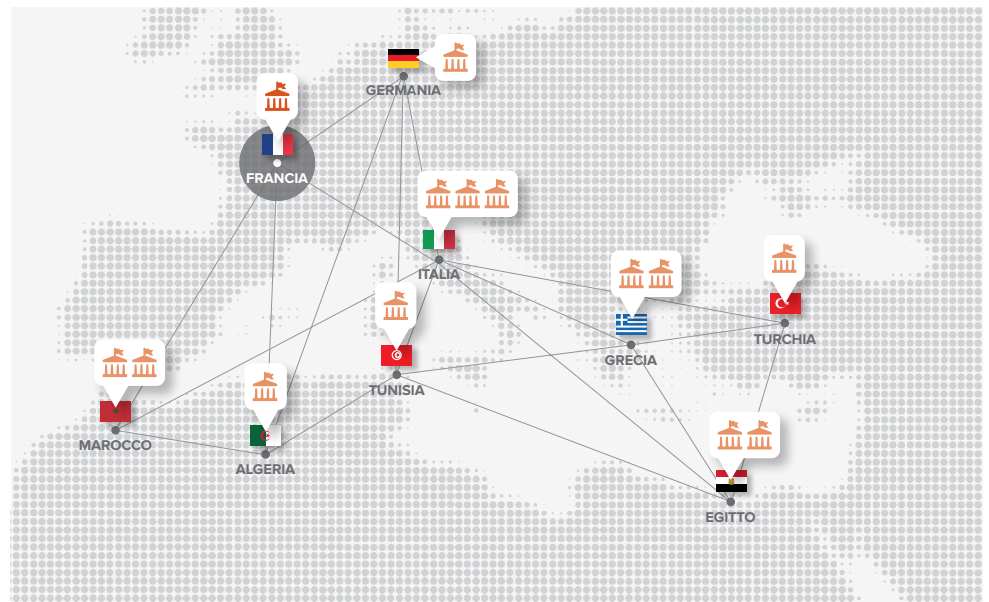 GERMANIA
FRANCIA
ITALIA
TURCHIA
GRECIA
TUNISIA
MAROCCO
ALGERIA
EGITTO